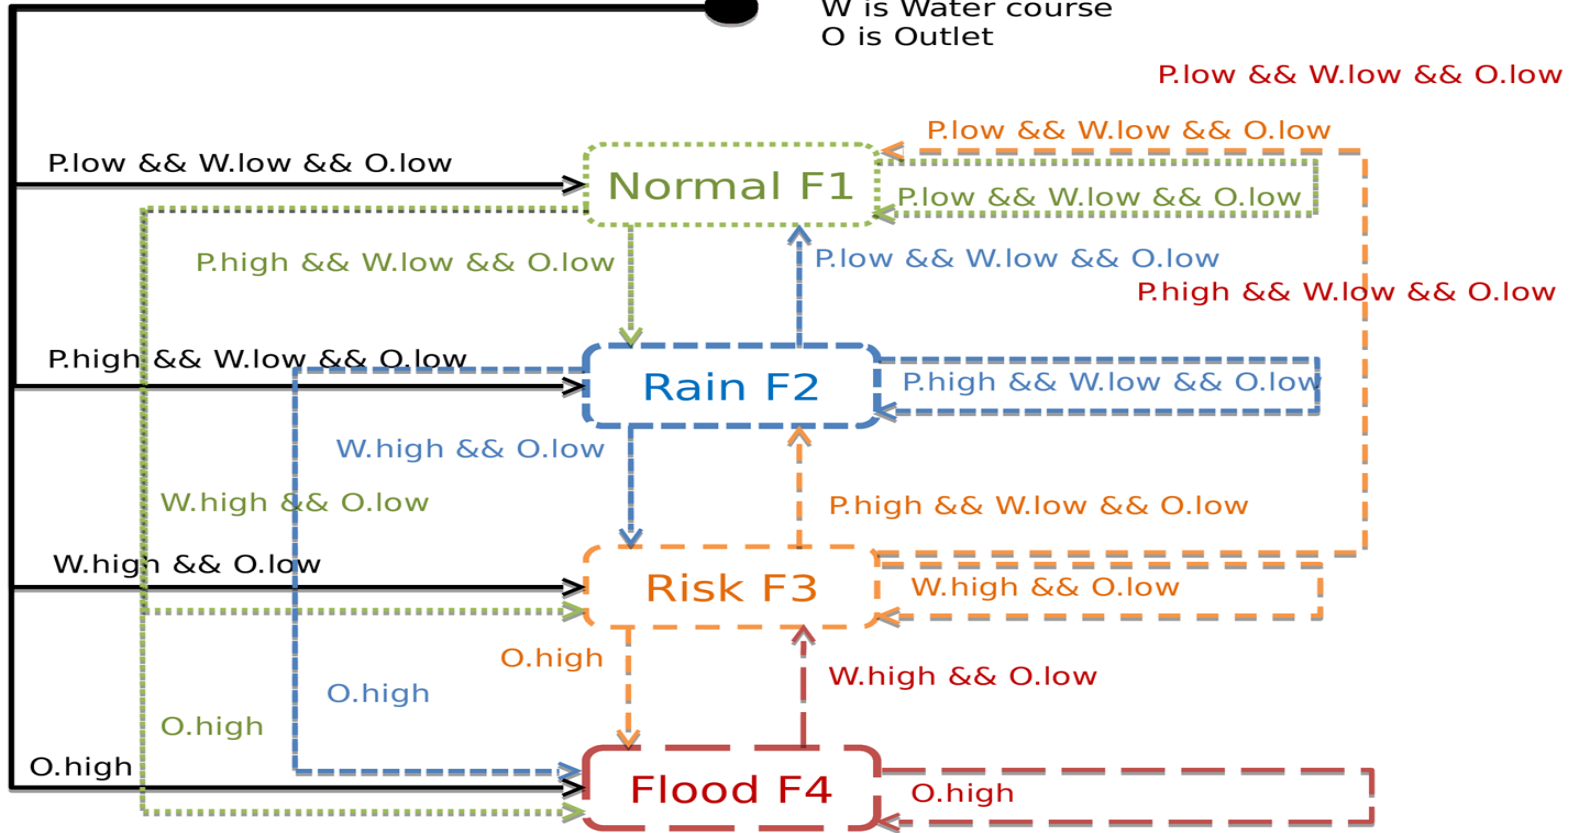 W is Water course
O is Outlet
P.low && W.low && O.low
P.low && W.low && O.low
P.low && W.low && O.low
Normal F1
P.low && W.low && O.low
P.high && W.low && O.low
P.low && W.low && O.low
P.high && W.low && O.low
P.high && W.low && O.low
Rain F2
P.high && W.low && O.low
W.high && O.low
W.high && O.low
P.high && W.low && O.low
W.high && O.low
Risk F3
W.high && O.low
O.high
W.high && O.low
O.high
O.high
O.high
Flood F4
O.high